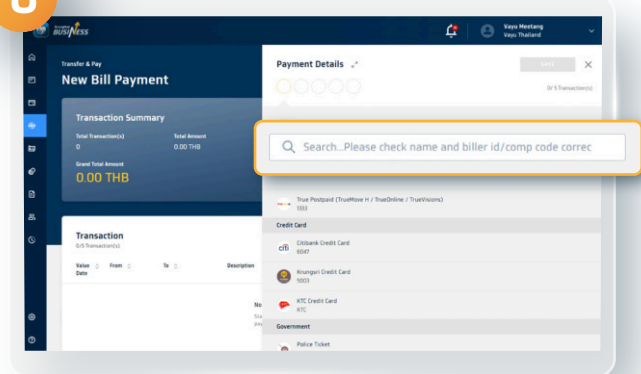 BUSINESS
Vayu Meetang
Vayu Thailand
Transfer & Pay
New Bill Payment
Transaction Summary
Total Transaction(s)
Total Amount
0
0.00 THB
Grand Total Amount
0.00 THB
Transaction
0/5 Transaction(s)
Value Date
From
To
Description
No
Payment Details
0/ 5 Transaction(s)
Search...Please check name and biller id/comp code correc
True Postpaid (TrueMove H / TrueOnline / TrueVisions)
Credit Card
citi
Citibank Credit Card
6047
Krungsri Credit Card
KTC Credit Card
KTC
Government
Police Ticket